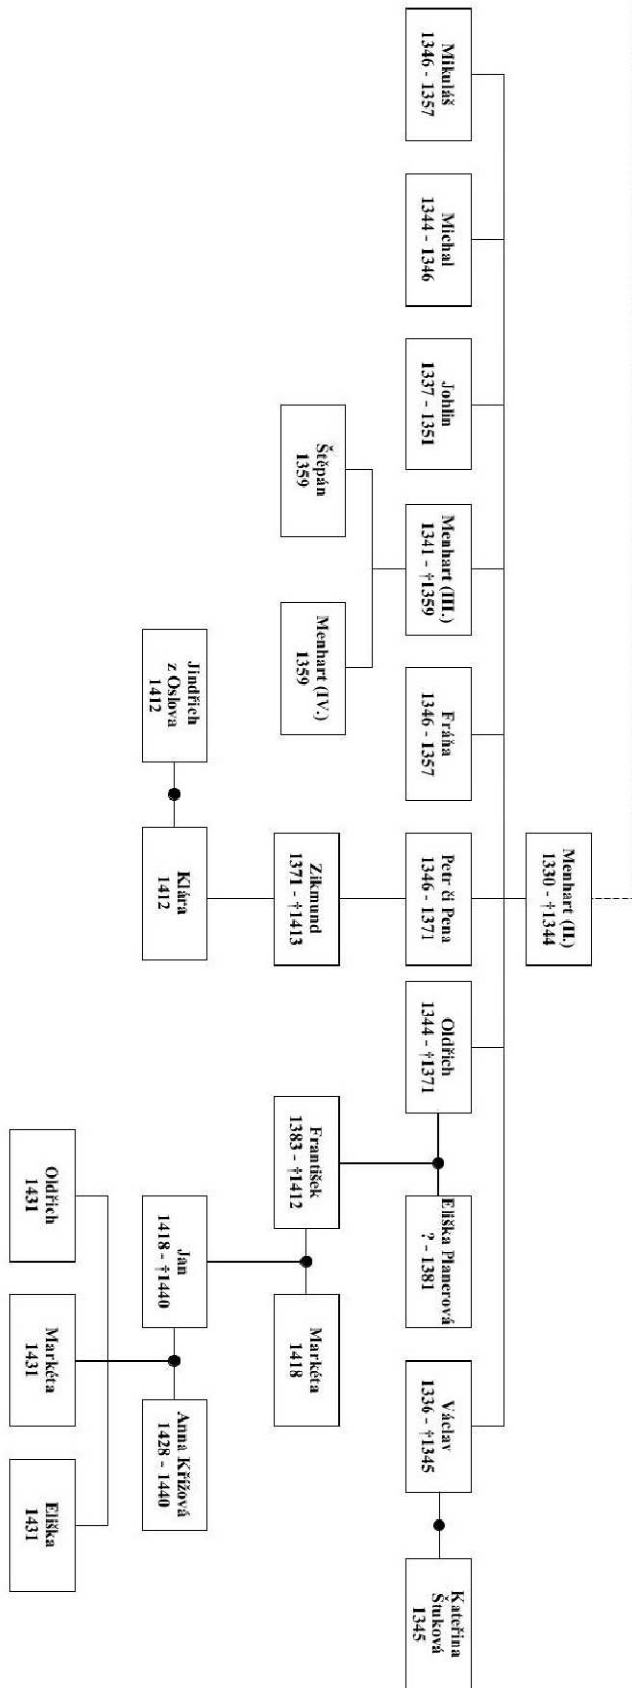 Menhart (II.)
1330 - †1344
Mikuláš
1346 - 1357
Michal
1344 - 1346
Johlin
1337 - 1351
Menhart (III.)
1341 - †1359
Fráňa
1346 - 1357
Petr či Pena
1346 - 1371
Oldřich
1344 - †1371
Eliška Planerová
? - 1381
Václav
1336 - †1345
Kateřina
Štuková
1345
Štěpán
1359
Menhart (IV.)
1359
Zikmund
1371 - †1413
František
1383 - †1412
Markéta
1418
Jindřich
z Oslova
1412
Klára
1412
Jan
1418 - †1440
Anna Křížová
1428 - 1440
Oldřich
1431
Markéta
1431
Eliška
1431